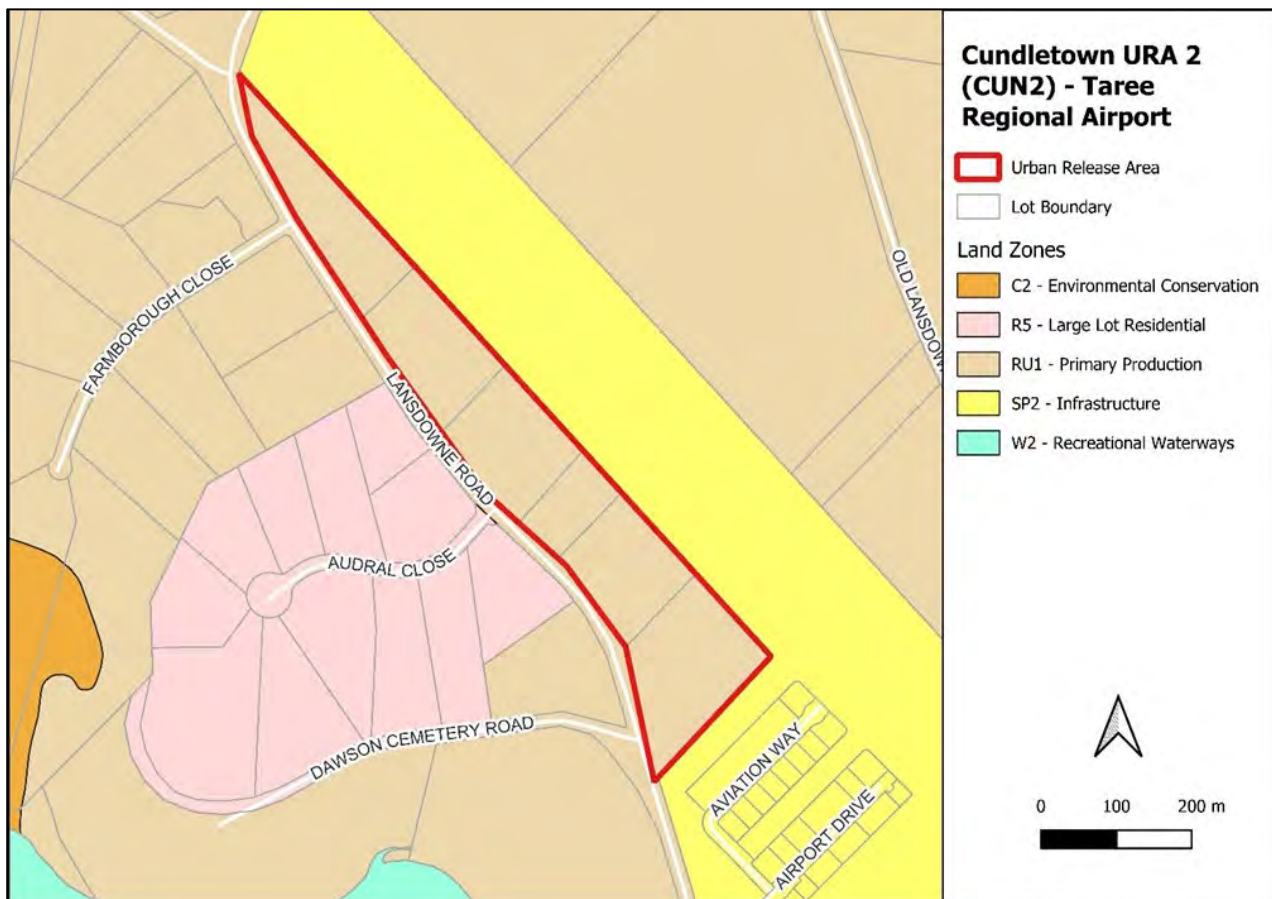 Cundletown URA 2
(CUN2) - Taree
Regional Airport
Urban Release Area
Lot Boundary
Land Zones
C2 - Environmental Conservation
R5 - Large Lot Residential
RU1 - Primary Production
SP2 - Infrastructure
W2 - Recreational Waterways
0 100 200 m
OLD LANSDOW
FARMBOROUGH CLOSE
LANSDOWNE ROAD
AUDRAL CLOSE
DAWSON CEMETERY ROAD
AVIATION WAY
AIRPORT DRIVE